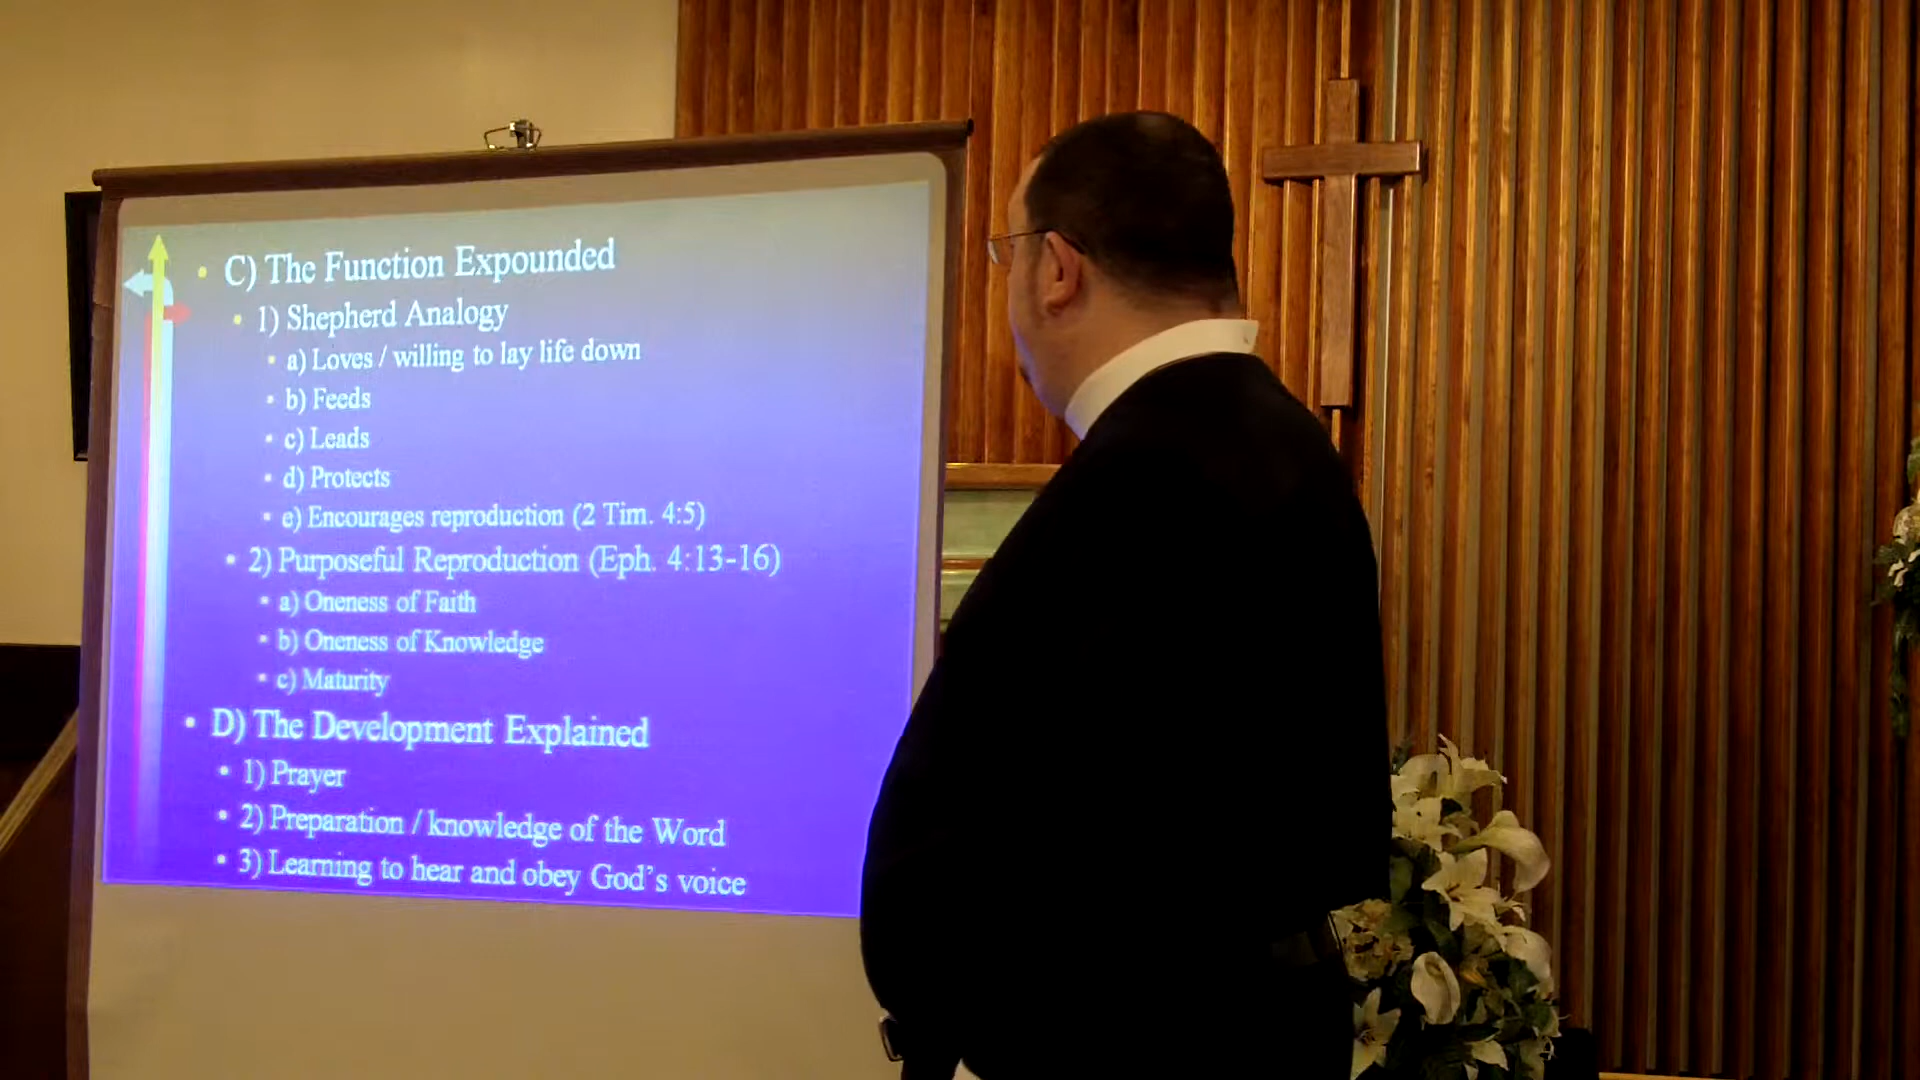 • C) The Function Expounded
• 1) Shepherd Analogy
• a) Loves / willing to lay life down
• b) Feeds
• c) Leads
• d) Protects
• e) Encourages reproduction (2 Tim. 4:5)
• 2) Purposeful Reproduction (Eph. 4:13-16)
• a) Oneness of Faith
• b) Oneness of Knowledge
• c) Maturity
• D) The Development Explained
• 1) Prayer
• 2) Preparation / knowledge of the Word
• 3) Learning to hear and obey God's voice